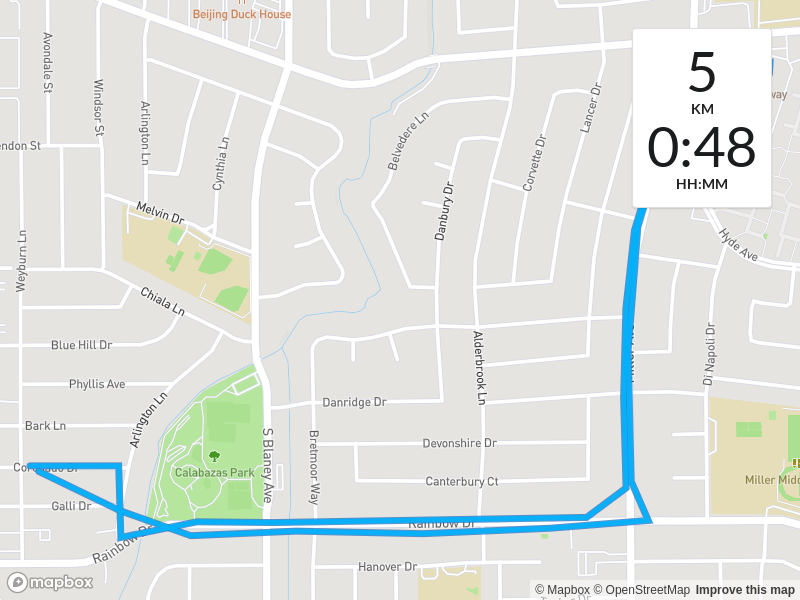 Beijing Duck House
5
KM
0:48
HH:MM
Avondale St
Windsor St
Arlington Ln
Cynthia Ln
Belvedere Ln
Corvette Dr
Lancer Dr
Danbury Dr
Melvin Dr
Weyburn Ln
Hyde Ave
Chiala Ln
Blue Hill Dr
Phyllis Ave
Bark Ln
Arlington Ln
Alderbrook Ln
Di Napoli Dr
Danridge Dr
S Blaney Ave
Bretmoor Way
Devonshire Dr
Canterbury Ct
Calabazas Park
Galli Dr
Rainbow Dr
Rainbow Dr
Hanover Dr
mapbox
© Mapbox © OpenStreetMap Improve this map